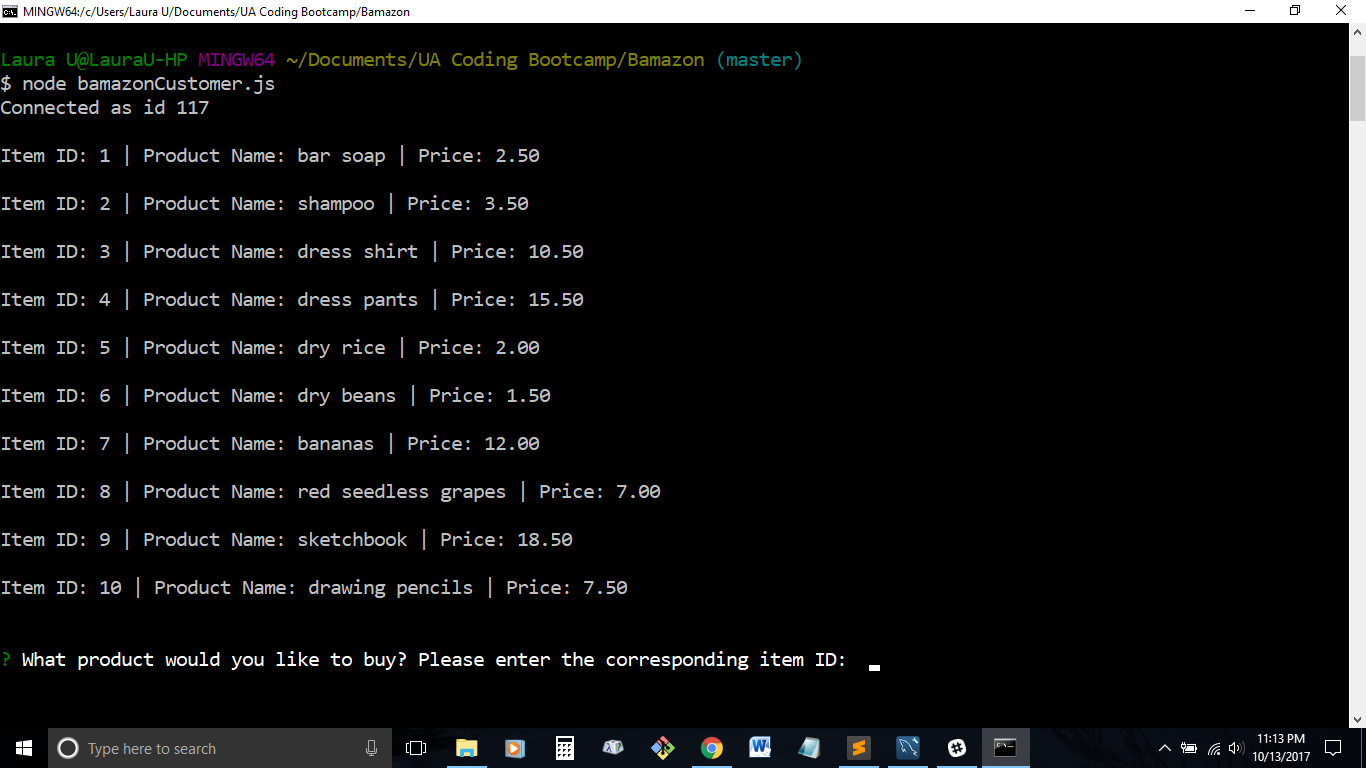 MINGW64:/c/Users/Laura U/Documents/UA Coding Bootcamp/Bamazon
Laura U@LauraU-HP MINGW64 ~/Documents/UA Coding Bootcamp/Bamazon (master)
$ node bamazonCustomer.js
Connected as id 117
Item ID: 1 | Product Name: bar soap | Price: 2.50
Item ID: 2 | Product Name: shampoo | Price: 3.50
Item ID: 3 | Product Name: dress shirt | Price: 10.50
Item ID: 4 | Product Name: dress pants | Price: 15.50
Item ID: 5 | Product Name: dry rice | Price: 2.00
Item ID: 6 | Product Name: dry beans | Price: 1.50
Item ID: 7 | Product Name: bananas | Price: 12.00
Item ID: 8 | Product Name: red seedless grapes | Price: 7.00
Item ID: 9 | Product Name: sketchbook | Price: 18.50
Item ID: 10 | Product Name: drawing pencils | Price: 7.50
? What product would you like to buy? Please enter the corresponding item ID:
Type here to search
11:13 PM
10/13/2017